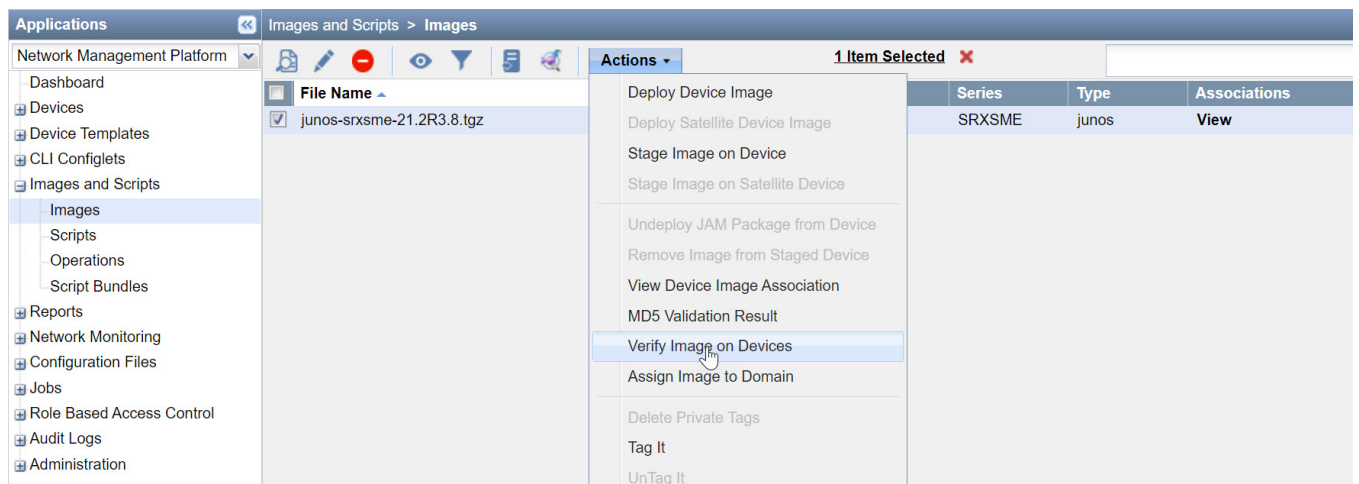 Applications
Images and Scripts > Images
Network Management Platform
Actions
1 Item Selected
Dashboard
Devices
Device Templates
CLI Configlets
Images and Scripts
Images
Scripts
Operations
Script Bundles
Reports
Network Monitoring
Configuration Files
Jobs
Role Based Access Control
Audit Logs
Administration
File Name
Series
Type
Associations
junos-srxsme-21.2R3.8.tgz
SRXSME
junos
View
Deploy Device Image
Deploy Satellite Device Image
Stage Image on Device
Stage Image on Satellite Device
Undeploy JAM Package from Device
Remove Image from Staged Device
View Device Image Association
MD5 Validation Result
Verify Image on Devices
Assign Image to Domain
Delete Private Tags
Tag It
UnTag It